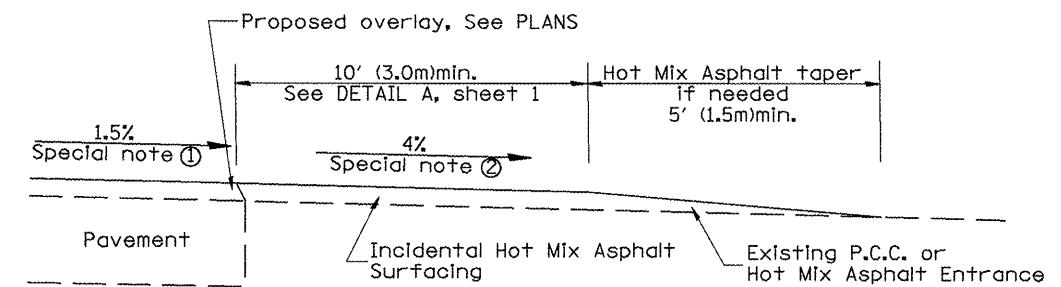 Proposed overlay, See PLANS
10' (3.0m)min.
See DETAIL A, sheet 1
Hot Mix Asphalt taper
if needed
5' (1.5m)min.
1.5%
Special note ①
4%
Special note ②
Pavement
Incidental Hot Mix Asphalt
Surfacing
Existing P.C.C. or
Hot Mix Asphalt Entrance